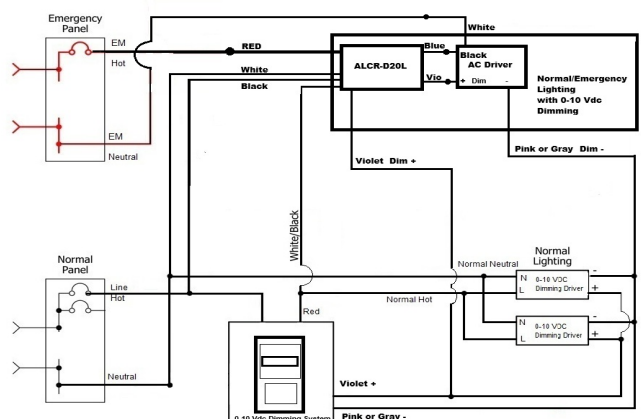 Emergency
Panel
EM
Hot
EM
Neutral
RED
White
Black
White
Blue
Black
ALCR-D20L
AC Driver
Vio
+ Dim -
Normal/Emergency
Lighting
with 0-10 Vdc
Dimming
Pink or Gray Dim -
Violet Dim +
White/Black
Normal
Panel
Line
Hot
Neutral
Normal Neutral
Normal Hot
Red
Normal
Lighting
N
L
0-10 VDC
Dimming Driver
-
+
N
L
0-10 VDC
Dimming Driver
-
+
Violet +
0-10 Vdc Dimming System
Pink or Gray -